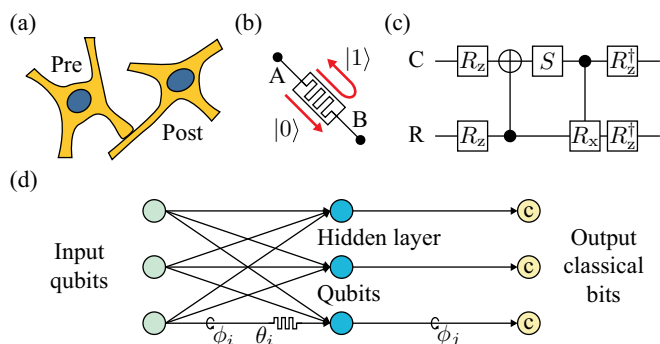 (a)
Pre
Post
(b)
A
|1⟩
B
|0⟩
(c)
C
R_z
S
R_z^†
R
R_z
R_x
R_z^†
(d)
Input
qubits
Hidden layer
Qubits
ϕ_i
θ_i
ϕ_j
c
c
c
Output
classical
bits